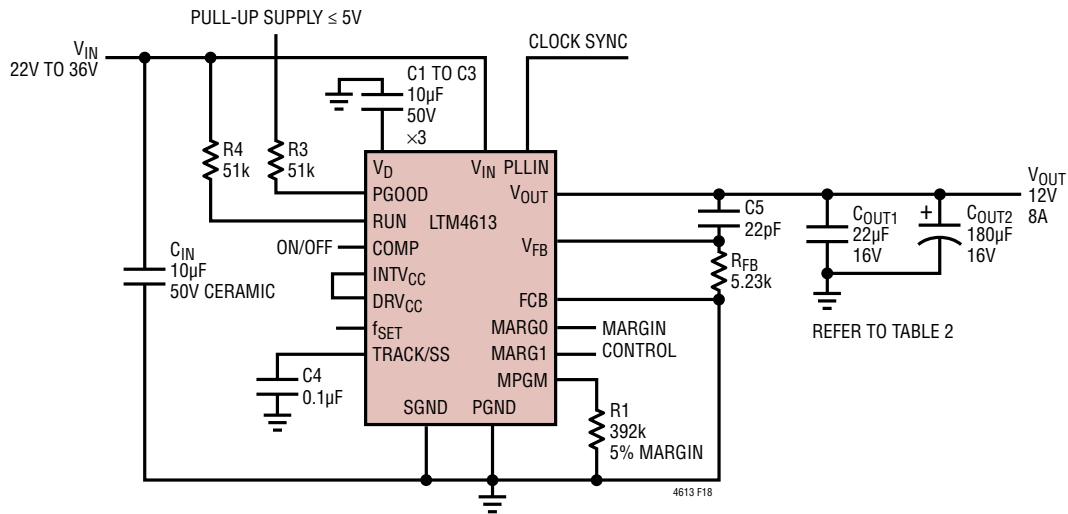 PULL-UP SUPPLY ≤ 5V
VIN
22V TO 36V
CLOCK SYNC
C1 TO C3
10µF
50V
×3
R4
51k
R3
51k
VD
VIN
PLLIN
PGOOD
VOUT
RUN
LTM4613
ON/OFF
COMP
VFB
INTVCC
DRVCC
FCB
fSET
MARG0
MARGIN
TRACK/SS
MARG1
CONTROL
MPGM
SGND
PGND
CIN
10µF
50V CERAMIC
C4
0.1µF
C5
22pF
RFB
5.23k
COUT1
22µF
16V
+
COUT2
180µF
16V
VOUT
12V
8A
REFER TO TABLE 2
R1
392k
5% MARGIN
4613 F18